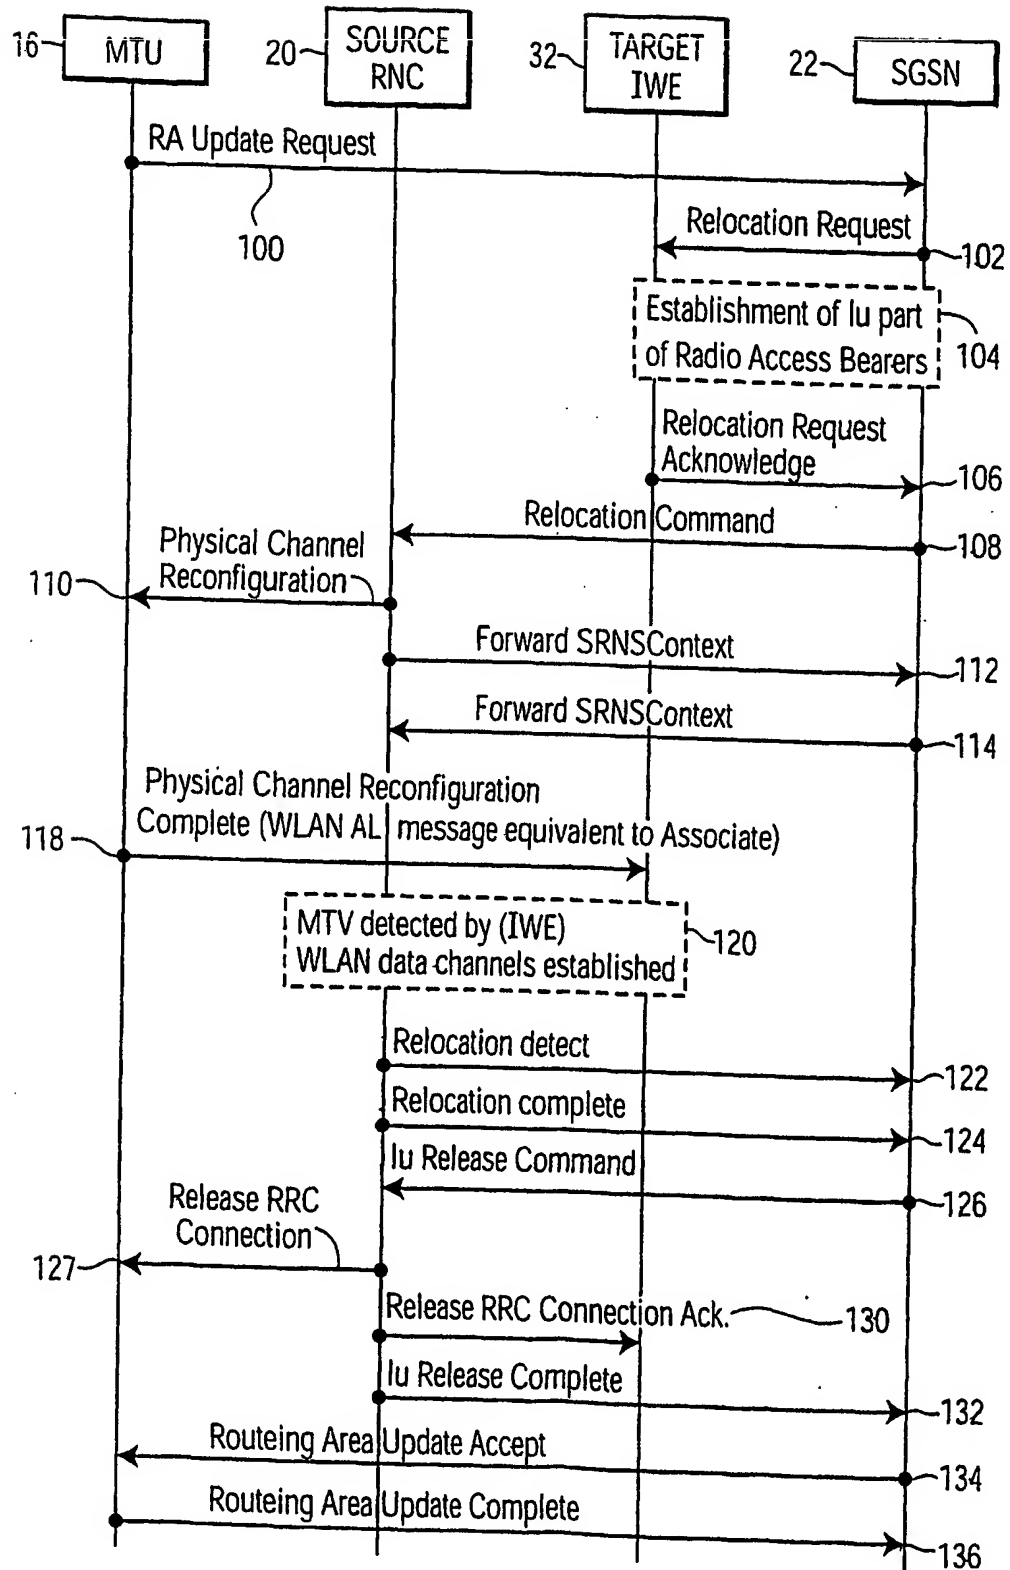 16 MTU
20 SOURCE
RNC
32 TARGET
IWE
22 SGSN
RA Update Request
100
Relocation Request
102
Establishment of Iu part
of Radio Access Bearers
104
Relocation Request
Acknowledge
106
Relocation Command
108
Physical Channel
Reconfiguration
110
Forward SRNSContext
112
Forward SRNSContext
114
Physical Channel Reconfiguration
Complete (WLAN AL message equivalent to Associate)
118
MTV detected by (IWE)
WLAN data channels established
120
Relocation detect
122
Relocation complete
124
Iu Release Command
126
Release RRC
Connection
127
Release RRC Connection Ack.
130
Iu Release Complete
132
Routeing Area Update Accept
134
Routeing Area Update Complete
136